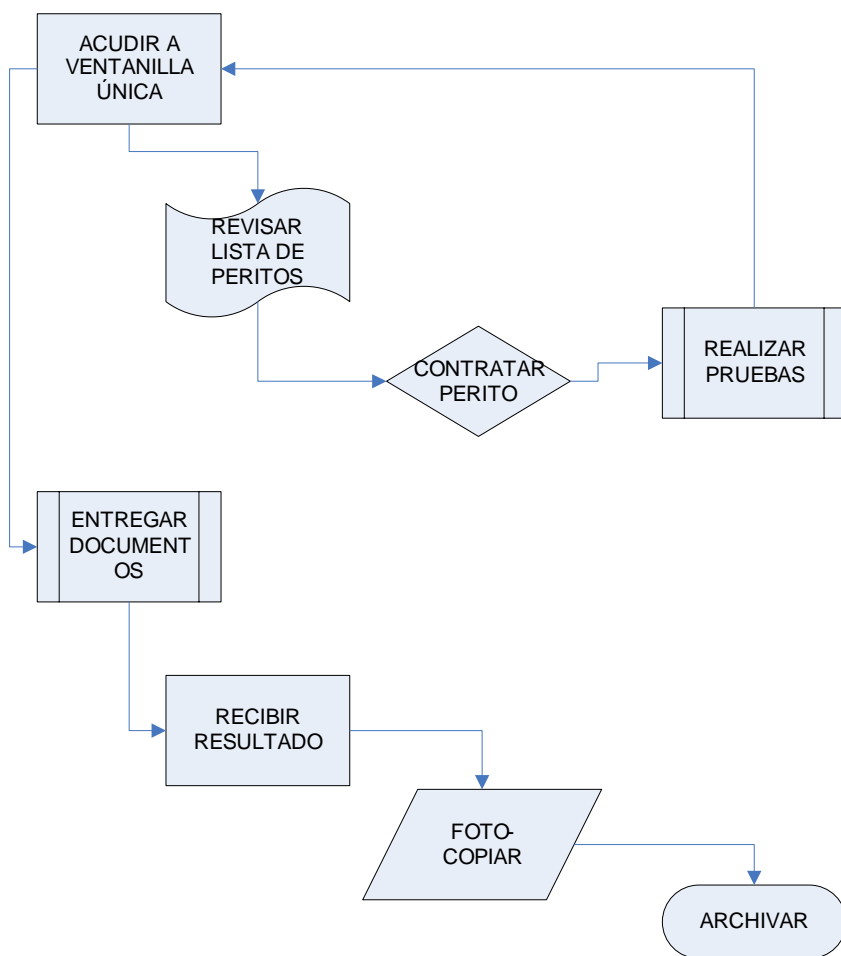 ACUDIR A
VENTANILLA
ÚNICA
REVISAR
LISTA DE
PERITOS
CONTRATAR
PERITO
REALIZAR
PRUEBAS
ENTREGAR
DOCUMENT
OS
RECIBIR
RESULTADO
FOTO-
COPIAR
ARCHIVAR